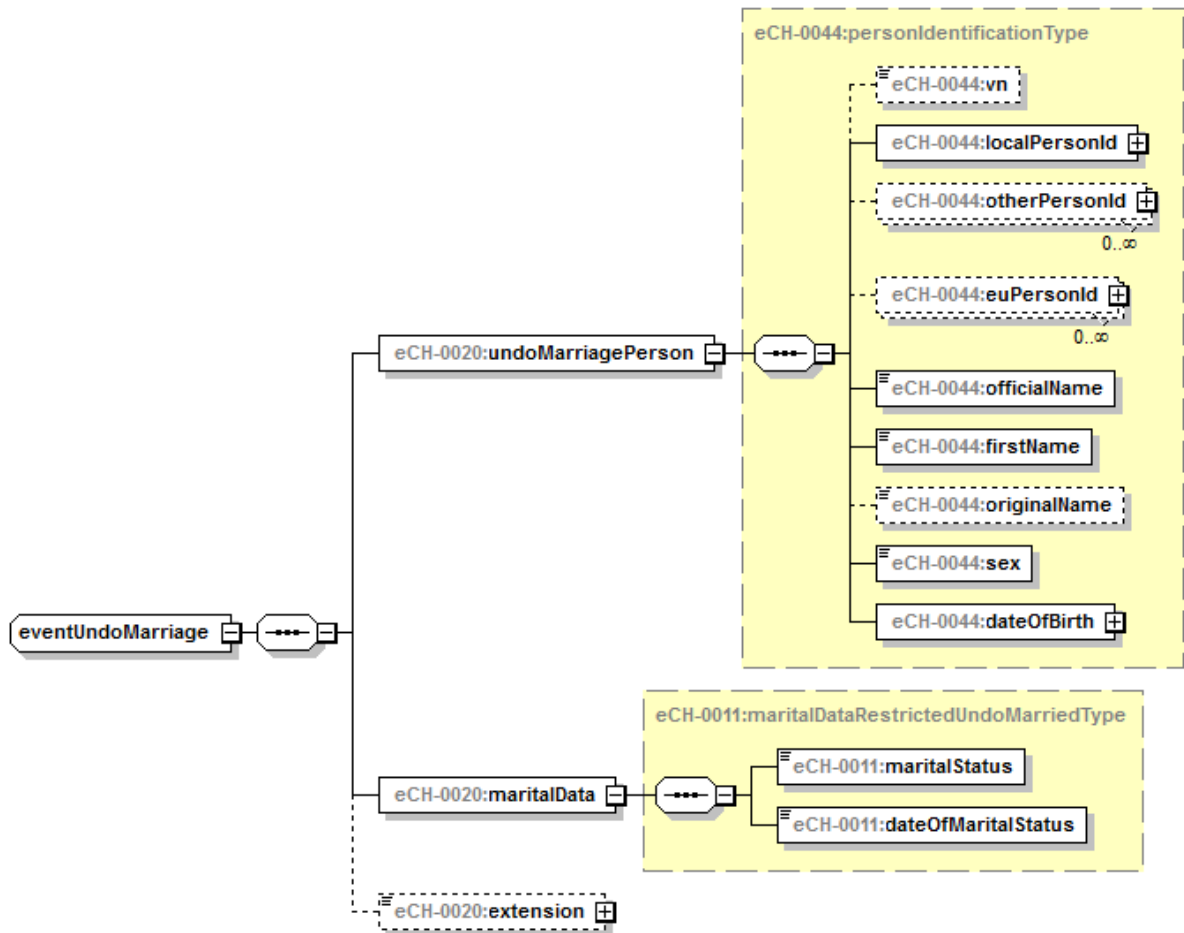 eCH-0044:personIdentificationType
eCH-0044:vn
eCH-0044:localPersonId
eCH-0044:otherPersonId
0..∞
eCH-0044:euPersonId
0..∞
eCH-0020:undoMarriagePerson
eCH-0044:officialName
eCH-0044:firstName
eCH-0044:originalName
eCH-0044:sex
eCH-0044:dateOfBirth
eventUndoMarriage
eCH-0011:maritalDataRestrictedUndoMarriedType
eCH-0011:maritalStatus
eCH-0020:maritalData
eCH-0011:dateOfMaritalStatus
eCH-0020:extension